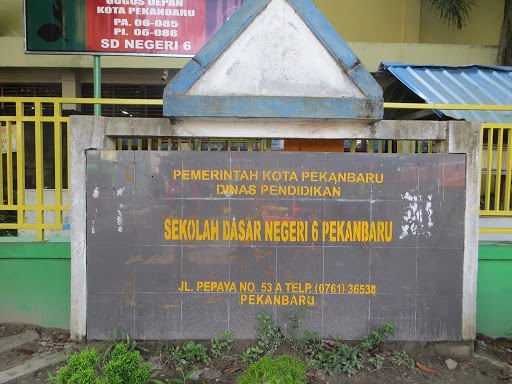 GUGUS DEPAN
KOTA PEKANBARU
PA. 06-085
PI. 06-086
SD NEGERI 6
PEMERINTAH KOTA PEKANBARU
DINAS PENDIDIKAN
SEKOLAH DASAR NEGERI 6 PEKANBARU
JL. PEPAYA NO. 53 A TELP. (0761) 36538
PEKANBARU